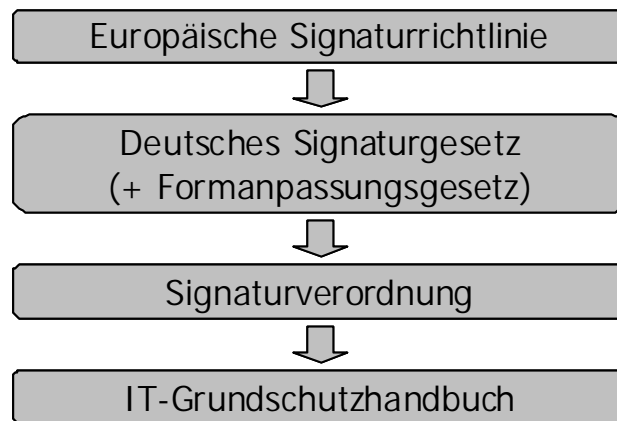 Europäische Signaturrichtlinie
Deutsches Signaturgesetz
(+ Formanpassungsgesetz)
Signaturverordnung
IT-Grundschutzhandbuch